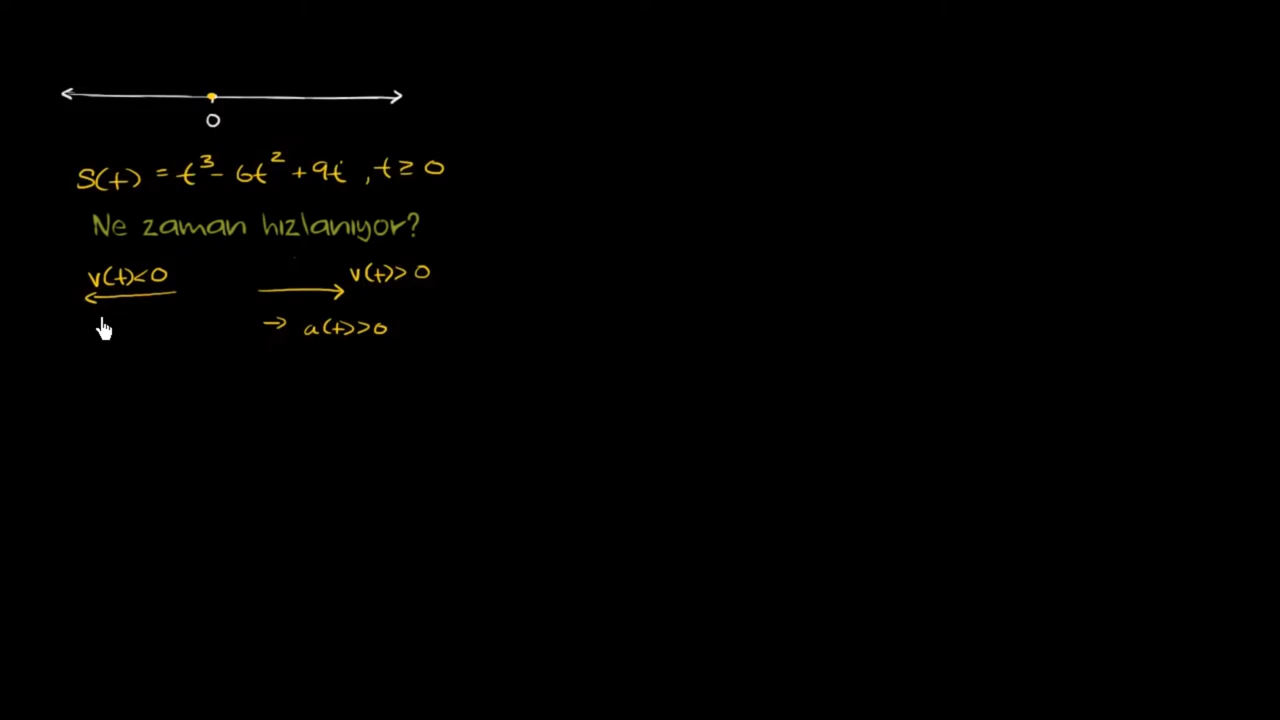 0
S(t) = t³ - 6t² + 9t , t ≥ 0
Ne zaman hızlanıyor?
v(t)<0 v(t)>0
→ a(t)>0